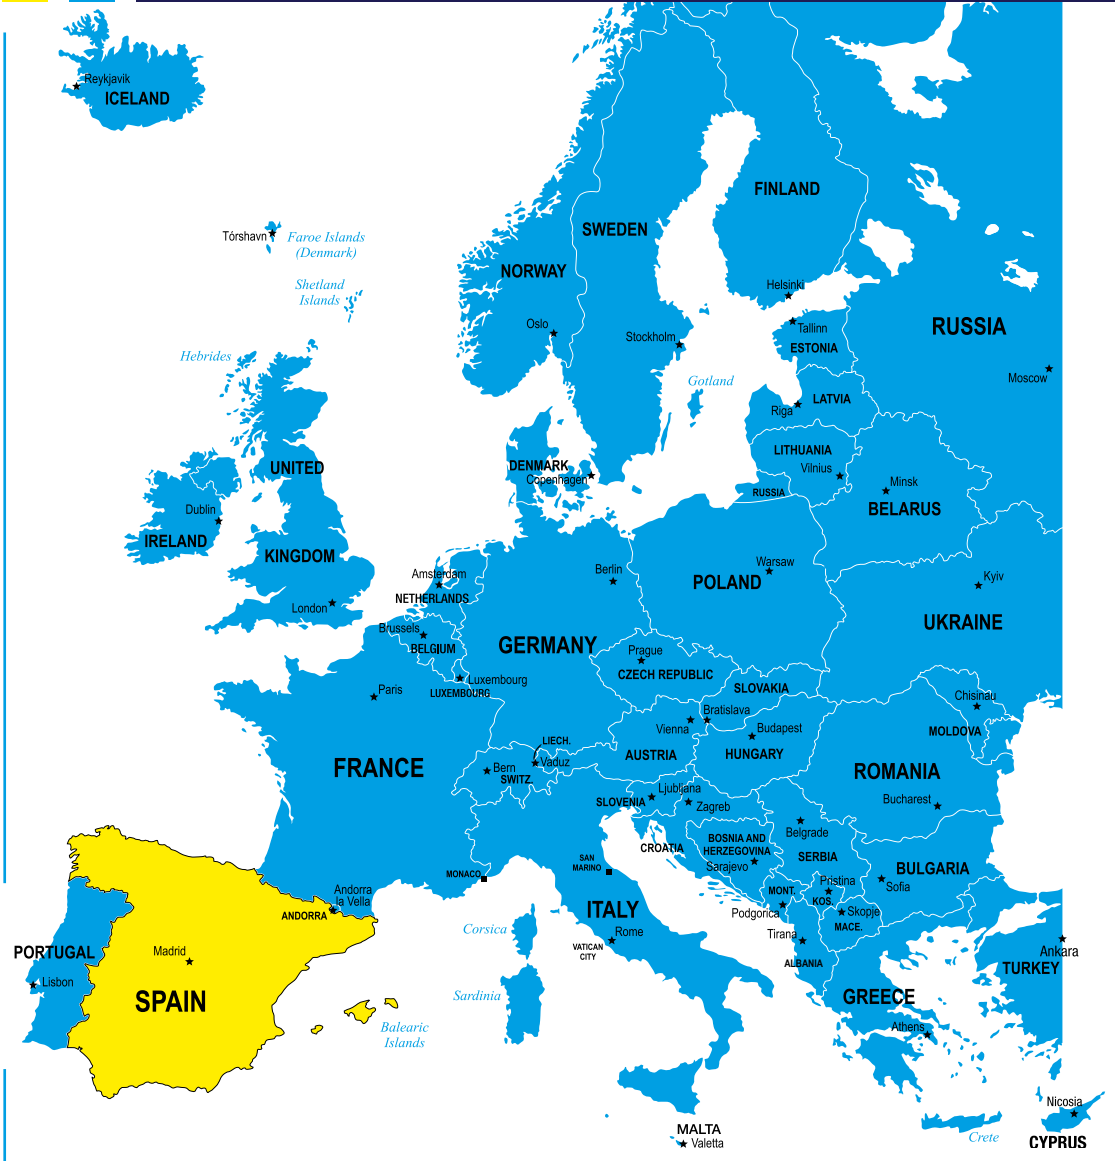 Reykjavik
ICELAND
FINLAND
SWEDEN
Tórshavn
Faroe Islands
(Denmark)
NORWAY
Shetland
Islands
Helsinki
Oslo
Stockholm
Tallinn
ESTONIA
RUSSIA
Moscow
Hebrides
Gotland
Riga
LATVIA
LITHUANIA
Vilnius
UNITED
DENMARK
Copenhagen
RUSSIA
Minsk
BELARUS
Dublin
IRELAND
KINGDOM
London
Amsterdam
NETHERLANDS
Berlin
Warsaw
POLAND
Kyiv
UKRAINE
Brussels
BELGIUM
GERMANY
Prague
CZECH REPUBLIC
Luxembourg
LUXEMBOURG
SLOVAKIA
Paris
Chisinau
MOLDOVA
Bratislava
Vienna
Budapest
HUNGARY
AUSTRIA
LIECH.
Vaduz
Bern
SWITZ.
FRANCE
ROMANIA
Bucharest
Ljubljana
SLOVENIA
Zagreb
CROATIA
BOSNIA AND
HERZEGOVINA
Sarajevo
Belgrade
SERBIA
BULGARIA
Sofia
MONACO
SAN
MARINO
Pristina
KOS.
MONT.
Podgorica
Skopje
MACE.
Andorra
la Vella
ANDORRA
ITALY
Rome
VATICAN
CITY
Corsica
Tirana
ALBANIA
PORTUGAL
Lisbon
Madrid
SPAIN
Sardinia
Balearic
Islands
GREECE
Athens
Ankara
TURKEY
Nicosia
CYPRUS
Crete
MALTA
Valetta